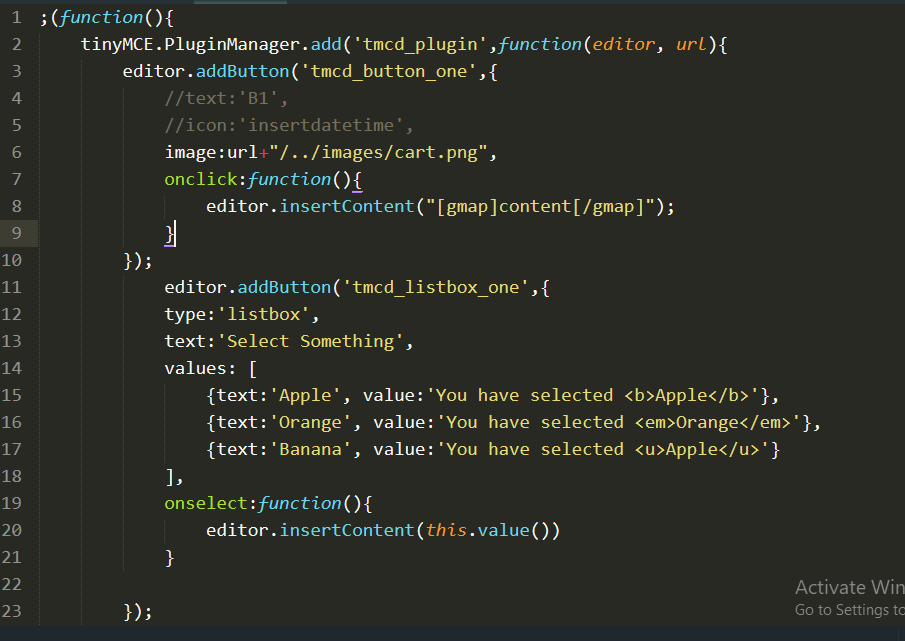 1 ;(function(){
2 tinyMCE.PluginManager.add('tmcd_plugin',function(editor, url){
3 editor.addButton('tmcd_button_one',{
4 //text:'B1',
5 //icon:'insertdatetime',
6 image:url+"/../images/cart.png",
7 onclick:function(){
8 editor.insertContent("[gmap]content[/gmap]");
9 }
10 });
11 editor.addButton('tmcd_listbox_one',{
12 type:'listbox',
13 text:'Select Something',
14 values: [
15 {text:'Apple', value:'You have selected <b>Apple</b>'},
16 {text:'Orange', value:'You have selected <em>Orange</em>'},
17 {text:'Banana', value:'You have selected <u>Apple</u>'}
18 ],
19 onselect:function(){
20 editor.insertContent(this.value())
21 }
22
23 });
Activate Win
Go to Settings to